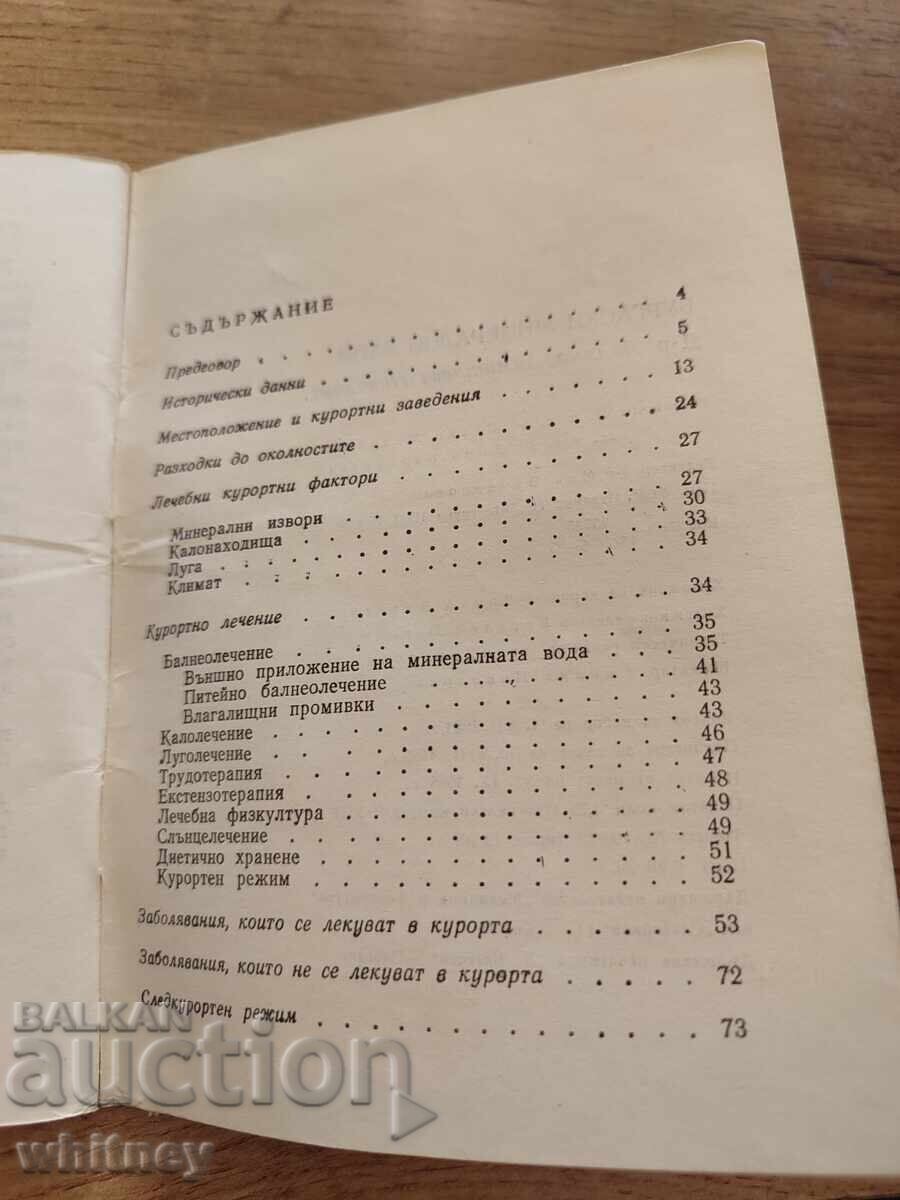 СЪДЪРЖАНИЕ
Предговор . . . . . . . . . . . . . . 4
Исторически данни . . . . . . . . . . . . 5
Местоположение и курортни заведения . . . . . . 13
Разходки до околностите . . . . . . . . . . 24
Лечебни курортни фактори . . . . . . . . . 27
Минерални извори . . . . . . . . . . . 27
Калонаходища . . . . . . . . . . . . 30
Луга . . . . . . . . . . . . . . . 33
Климат . . . . . . . . . . . . . . 34
Курортно лечение . . . . . . . . . . . . 34
Балнеолечение . . . . . . . . . . . . 35
Външно приложение на минералната вода . . . 35
Питейно балнеолечение . . . . . . . . 41
Влагалищни промивки . . . . . . . . . 43
Калолечение . . . . . . . . . . . . . 43
Луголечение . . . . . . . . . . . . . 46
Трудотерапия . . . . . . . . . . . . . 47
Екстензотерапия . . . . . . . . . . . . 48
Лечебна физкултура . . . . . . . . . . . 49
Слънцелечение . . . . . . . . . . . . 49
Диетично хранене . . . . . . . . . . . 51
Курортен режим . . . . . . . . . . . . 52
Заболявания, които се лекуват в курорта . . . . . . 53
Заболявания, които не се лекуват в курорта . . . . . 72
Следкурортен режим . . . . . . . . . . . . 73
BALKAN
auction
whitney